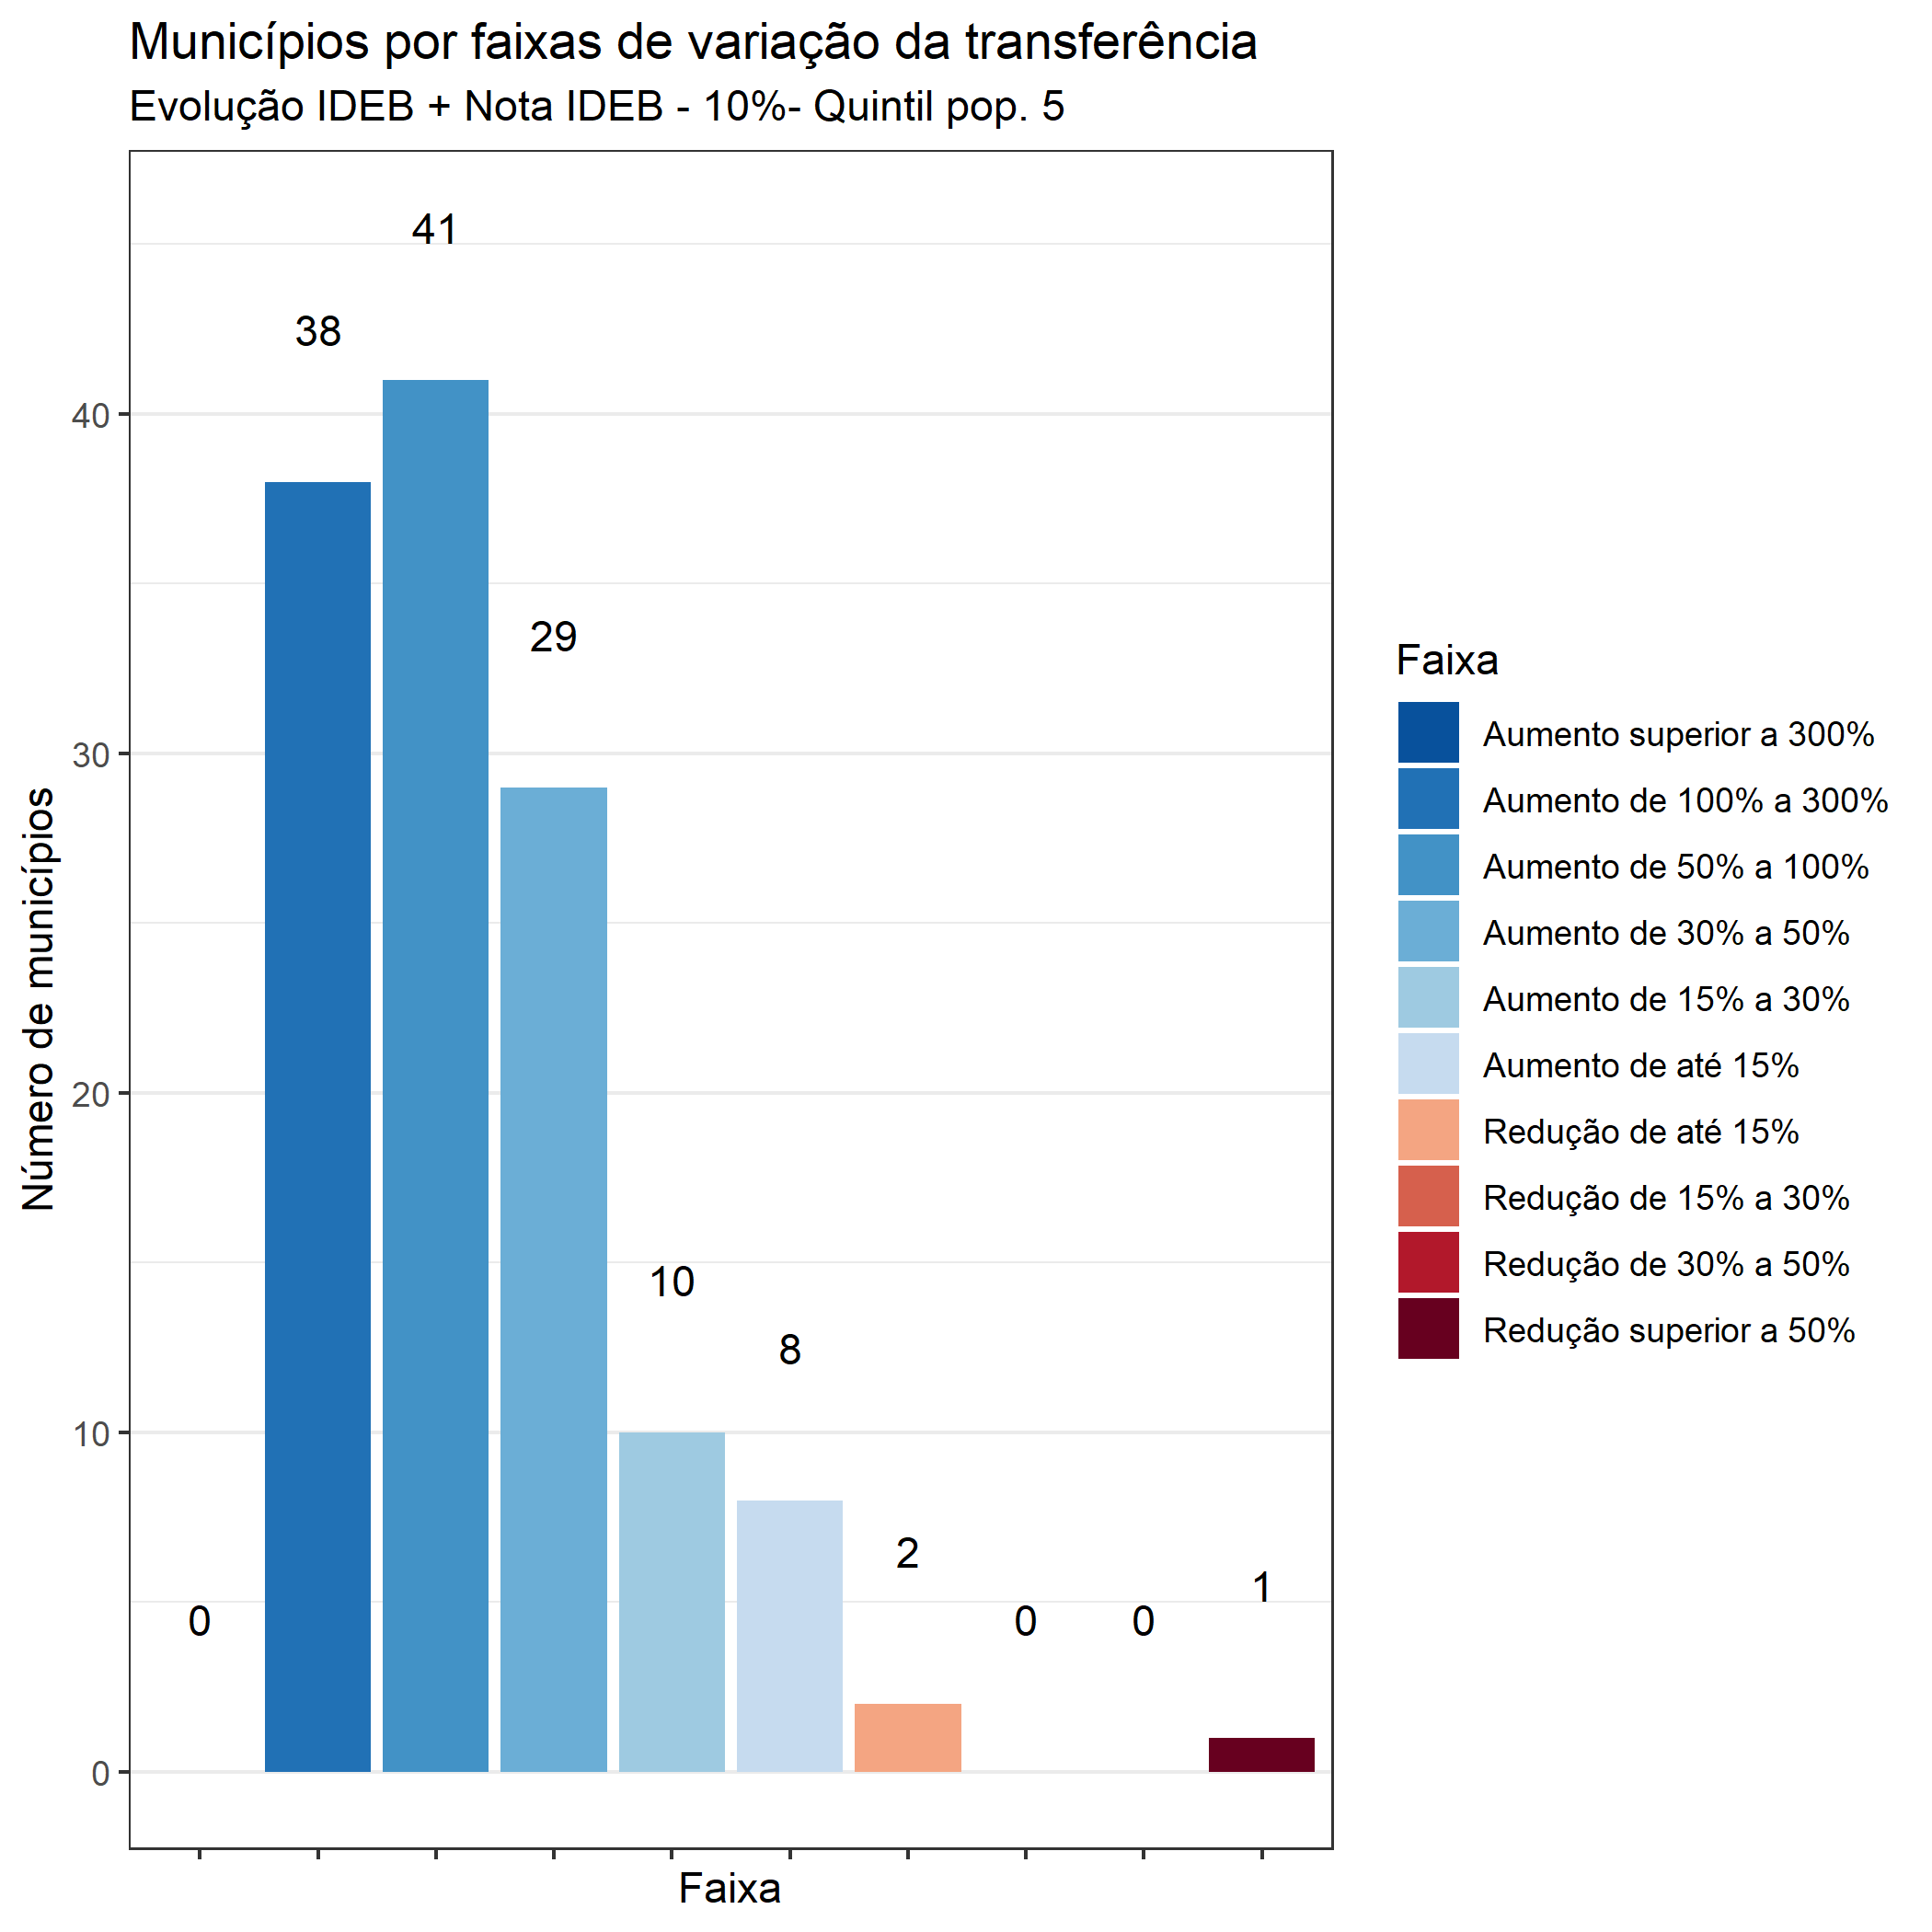 Municípios por faixas de variação da transferência
Evolução IDEB + Nota IDEB - 10%- Quintil pop. 5
Número de municípios
40
30
20
10
0
0
38
41
29
10
8
2
0
0
1
Faixa
Faixa
Aumento superior a 300%
Aumento de 100% a 300%
Aumento de 50% a 100%
Aumento de 30% a 50%
Aumento de 15% a 30%
Aumento de até 15%
Redução de até 15%
Redução de 15% a 30%
Redução de 30% a 50%
Redução superior a 50%